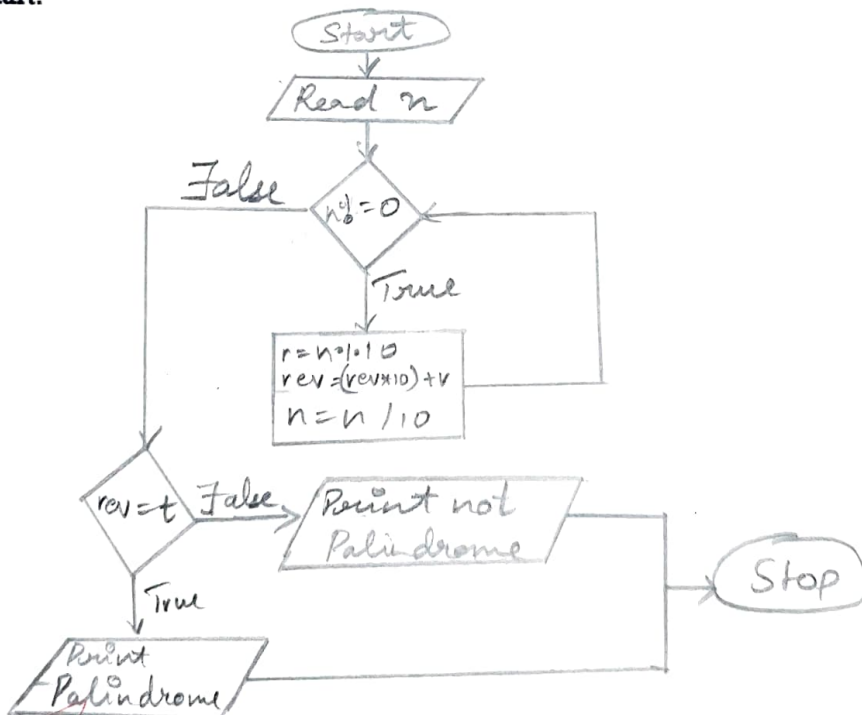 Start
Read n
False
n!=0
True
r=n%10
rev=(rev*10)+r
n=n/10
rev=t
False
Print not
Palindrome
Stop
True
Print
Palindrome